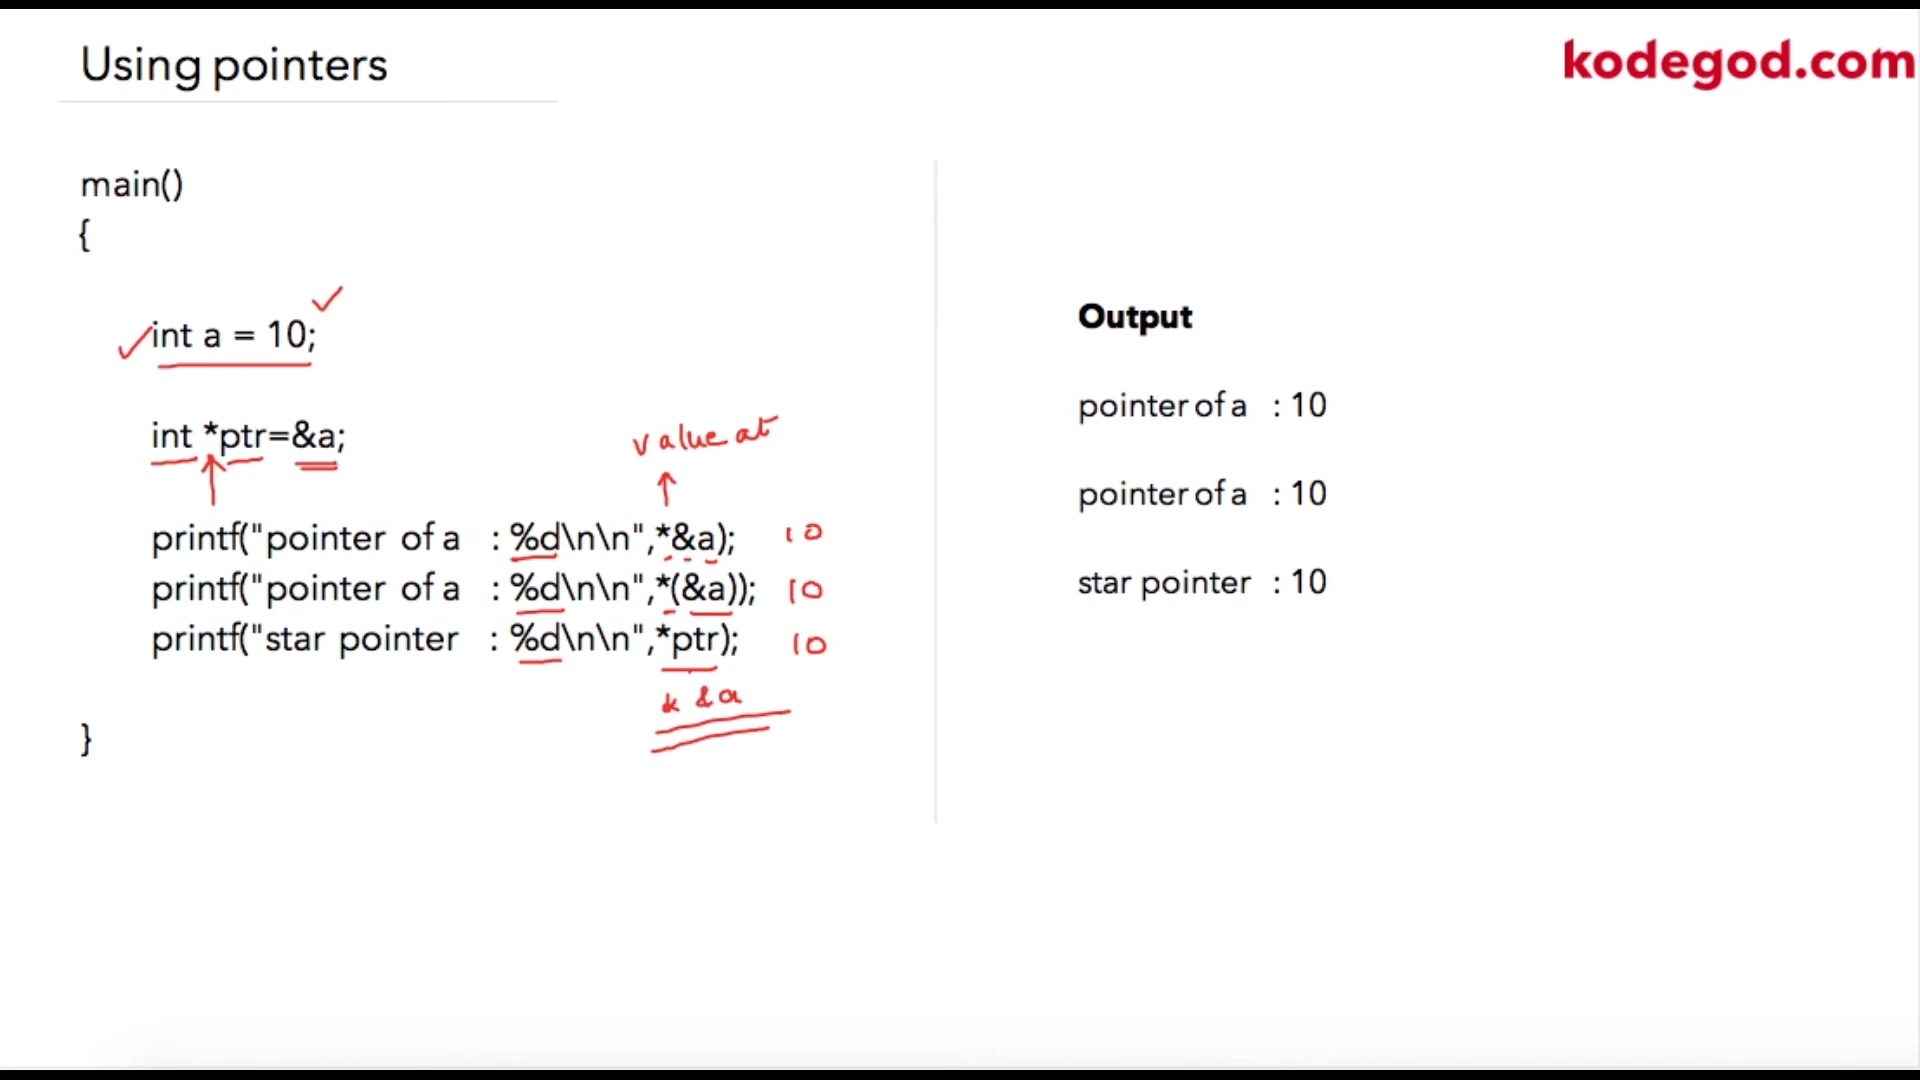 Using pointers
kodegod.com
main()
{
int a = 10;
int *ptr=&a;
value at
printf("pointer of a : %d\n\n",*&a); 10
printf("pointer of a : %d\n\n",*(&a)); 10
printf("star pointer : %d\n\n",*ptr); 10
* &a
}
Output
pointer of a : 10
pointer of a : 10
star pointer : 10